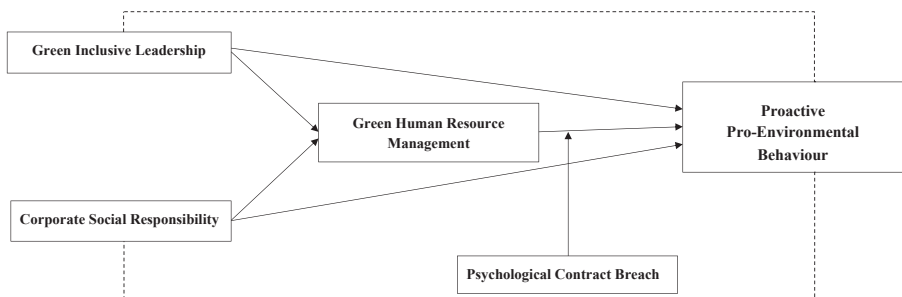 Green Inclusive Leadership
Green Human Resource
Management
Proactive
Pro-Environmental
Behaviour
Corporate Social Responsibility
Psychological Contract Breach